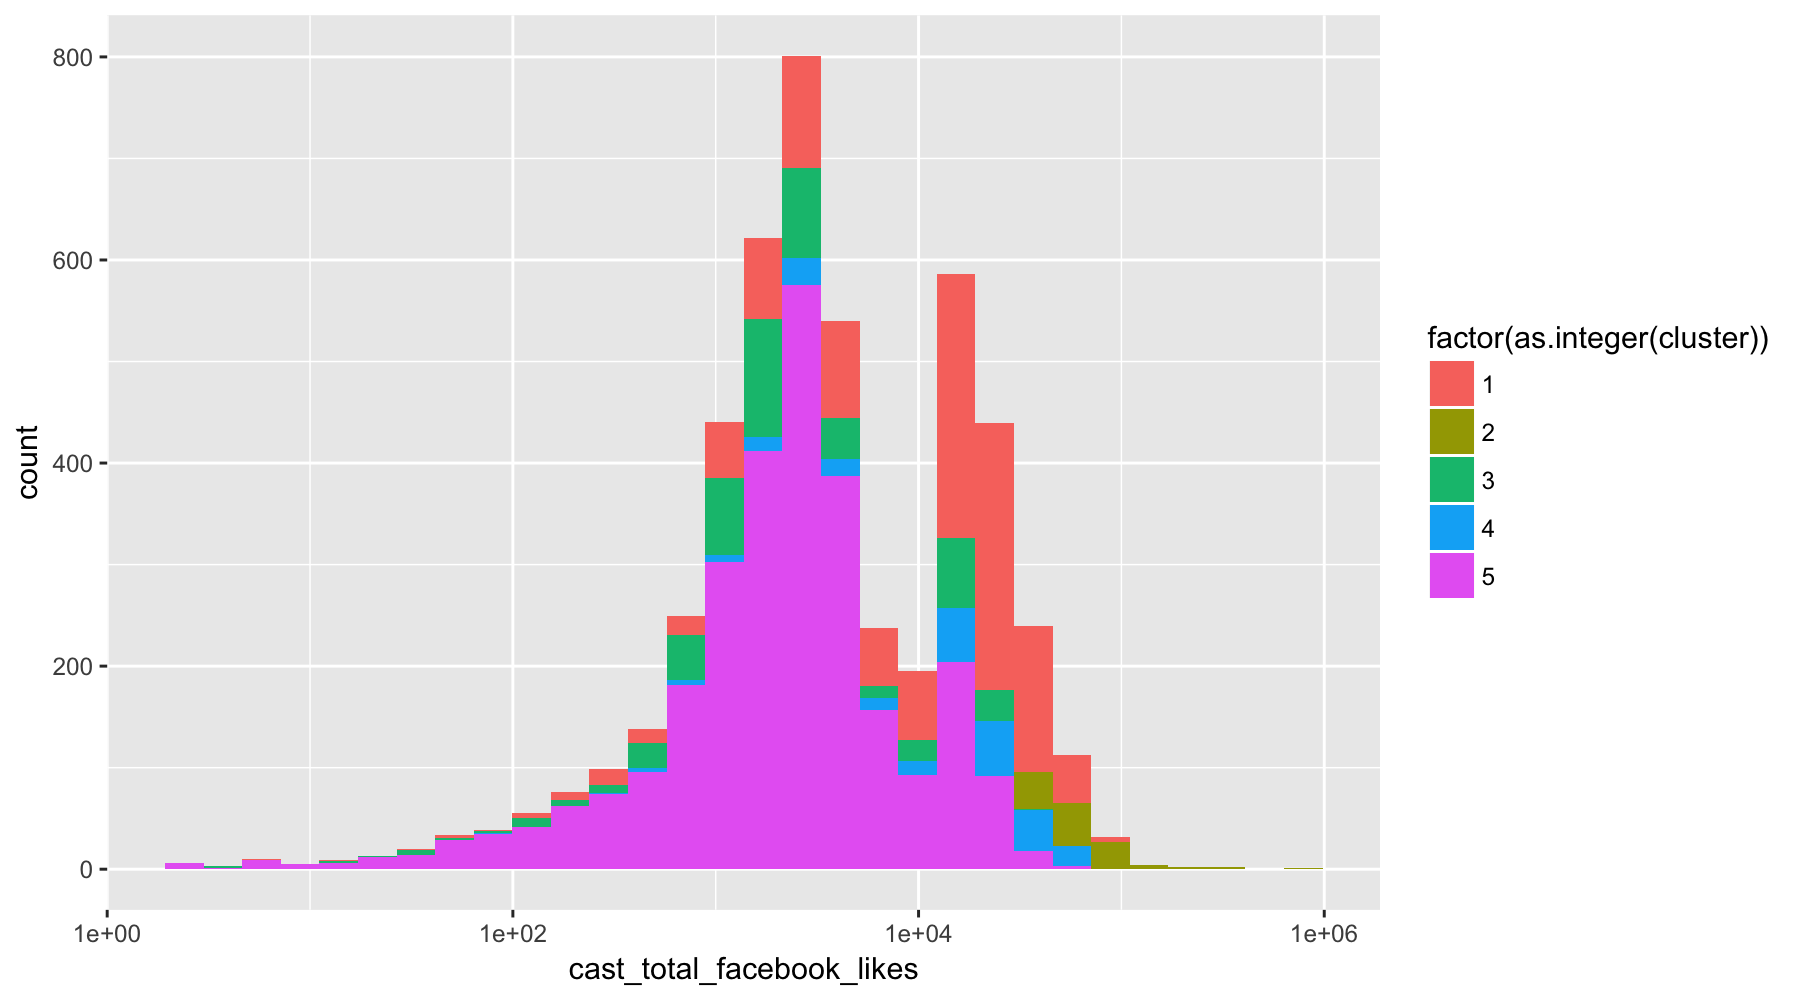 800
600
400
200
0
count
1e+00 1e+02 1e+04 1e+06
cast_total_facebook_likes
factor(as.integer(cluster))
1
2
3
4
5